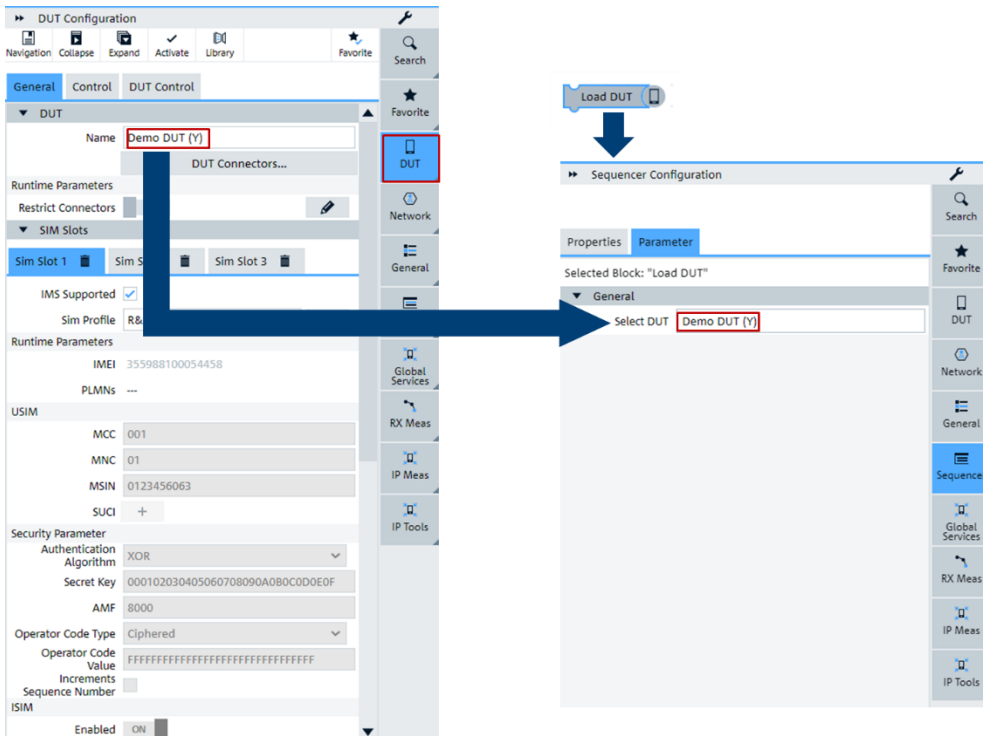 DUT Configuration
Navigation Collapse Expand Activate Library Favorite
General Control DUT Control
DUT
Name Demo DUT (Y)
DUT Connectors...
Runtime Parameters
Restrict Connectors
SIM Slots
Sim Slot 1 Sim S Sim Slot 3
IMS Supported
Sim Profile R&
Runtime Parameters
IMEI 355988100054458
PLMNs ---
USIM
MCC 001
MNC 01
MSIN 0123456063
SUCI +
Security Parameter
Authentication
Algorithm XOR
Secret Key 000102030405060708090A0B0C0D0E0F
AMF 8000
Operator Code Type Ciphered
Operator Code
Value FFFFFFFFFFFFFFFFFFFFFFFFFFFFFFFF
Increments
Sequence Number
ISIM
Enabled ON
Search
Favorite
DUT
Network
General
Global
Services
RX Meas
IP Meas
IP Tools
Load DUT
Sequencer Configuration
Properties Parameter
Selected Block: "Load DUT"
General
Select DUT Demo DUT (Y)
Search
Favorite
DUT
Network
General
Sequence
Global
Services
RX Meas
IP Meas
IP Tools